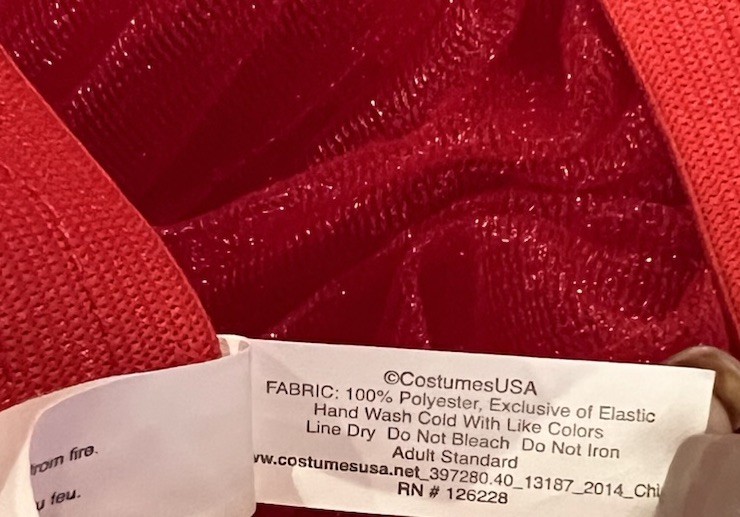 ©CostumesUSA
FABRIC: 100% Polyester, Exclusive of Elastic
Hand Wash Cold With Like Colors
Line Dry Do Not Bleach Do Not Iron
Adult Standard
ww.costumesusa.net_397280.40_13187_2014_Chi
RN # 126228
from fire.
feu.